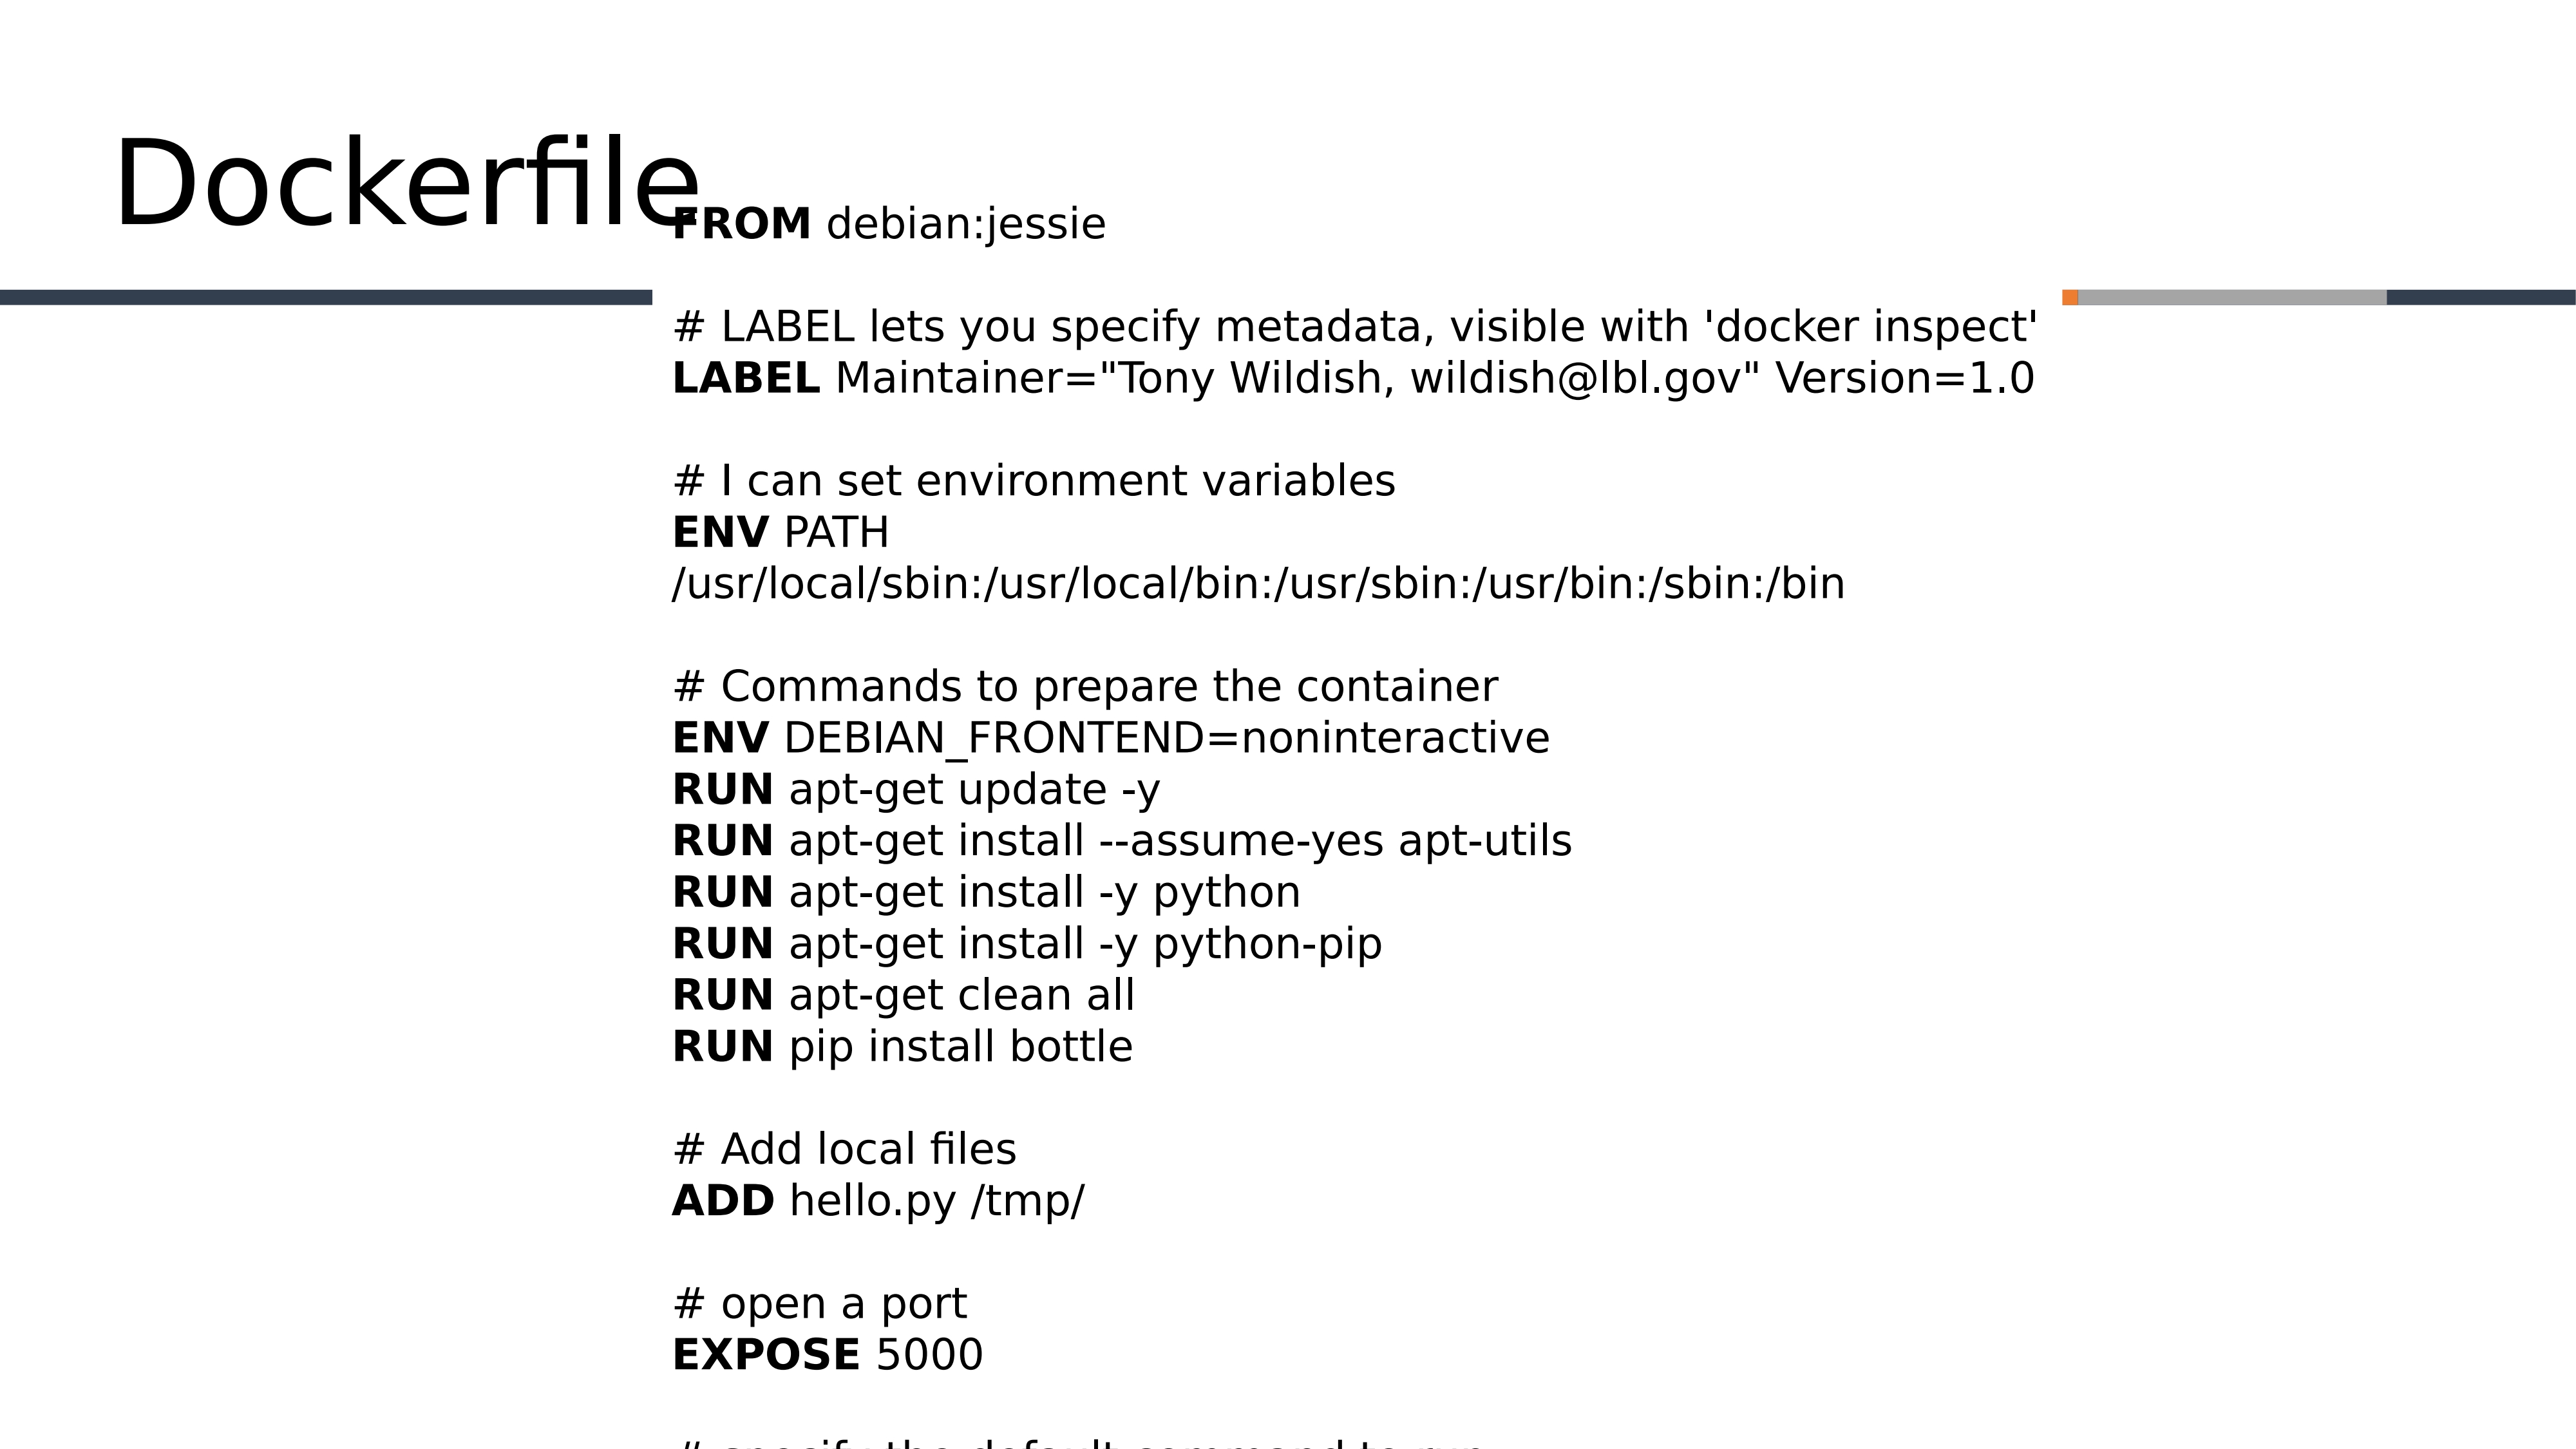 Dockerfile
FROM debian:jessie
# LABEL lets you specify metadata, visible with 'docker inspect'
LABEL Maintainer="Tony Wildish, wildish@lbl.gov" Version=1.0
# I can set environment variables
ENV PATH
/usr/local/sbin:/usr/local/bin:/usr/sbin:/usr/bin:/sbin:/bin
# Commands to prepare the container
ENV DEBIAN_FRONTEND=noninteractive
RUN apt-get update -y
RUN apt-get install --assume-yes apt-utils
RUN apt-get install -y python
RUN apt-get install -y python-pip
RUN apt-get clean all
RUN pip install bottle
# Add local files
ADD hello.py /tmp/
# open a port
EXPOSE 5000